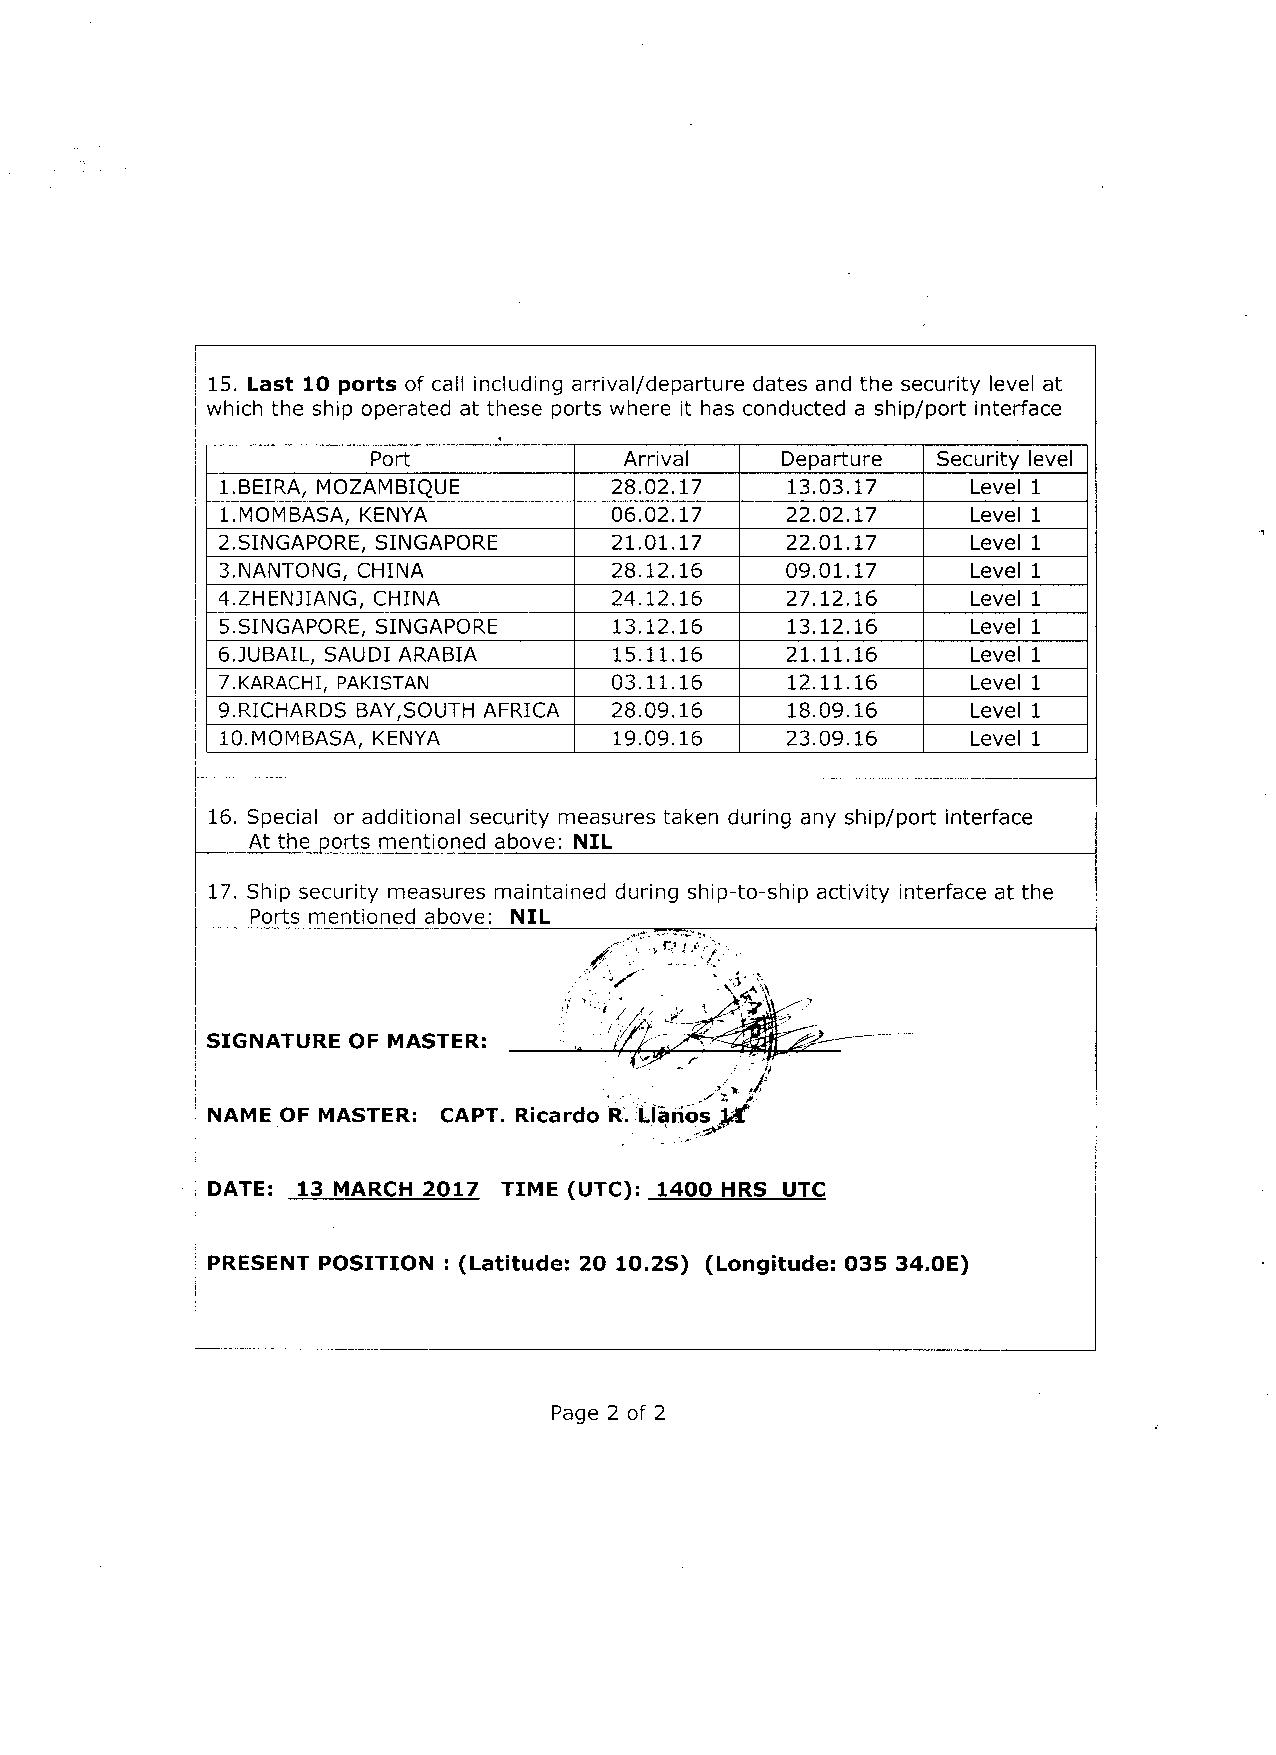 15. Last 10 ports of call including arrival/departure dates and the security level at
which the ship operated at these ports where it has conducted a ship/port interface
Port Arrival Departure Security level
1.BEIRA, MOZAMBIQUE 28.02.17 13.03.17 Level 1
1.MOMBASA, KENYA 06.02.17 22.02.17 Level 1
2.SINGAPORE, SINGAPORE 21.01.17 22.01.17 Level 1
3.NANTONG, CHINA 28.12.16 09.01.17 Level 1
4.ZHENJIANG, CHINA 24.12.16 27.12.16 Level 1
5.SINGAPORE, SINGAPORE 13.12.16 13.12.16 Level 1
6.JUBAIL, SAUDI ARABIA 15.11.16 21.11.16 Level 1
7.KARACHI, PAKISTAN 03.11.16 12.11.16 Level 1
9.RICHARDS BAY,SOUTH AFRICA 28.09.16 18.09.16 Level 1
10.MOMBASA, KENYA 19.09.16 23.09.16 Level 1
16. Special or additional security measures taken during any ship/port interface
At the ports mentioned above: NIL
17. Ship security measures maintained during ship-to-ship activity interface at the
Ports mentioned above: NIL
SIGNATURE OF MASTER:
NAME OF MASTER: CAPT. Ricardo R. Llanos
DATE: 13 MARCH 2017 TIME (UTC): 1400 HRS UTC
PRESENT POSITION : (Latitude: 20 10.2S) (Longitude: 035 34.0E)
Page 2 of 2